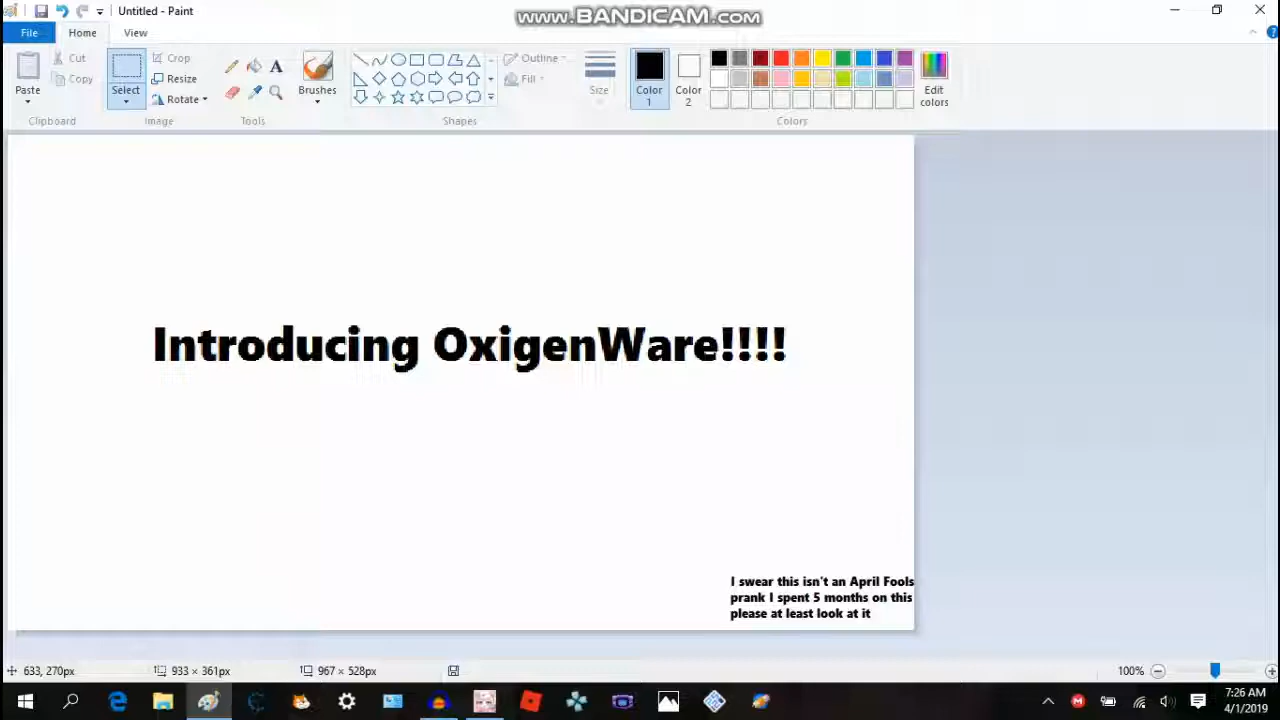 Untitled - Paint
www.BANDICAM.com
File
Home
View
Paste
Cut
Copy
Clipboard
Select
Crop
Resize
Rotate
Image
Tools
Brushes
Shapes
Outline
Fill
Size
Color 1
Color 2
Colors
Edit colors
Introducing OxigenWare!!!!
I swear this isn't an April Fools
prank I spent 5 months on this
please at least look at it
633, 270px
933 × 361px
967 × 528px
100%
7:26 AM
4/1/2019